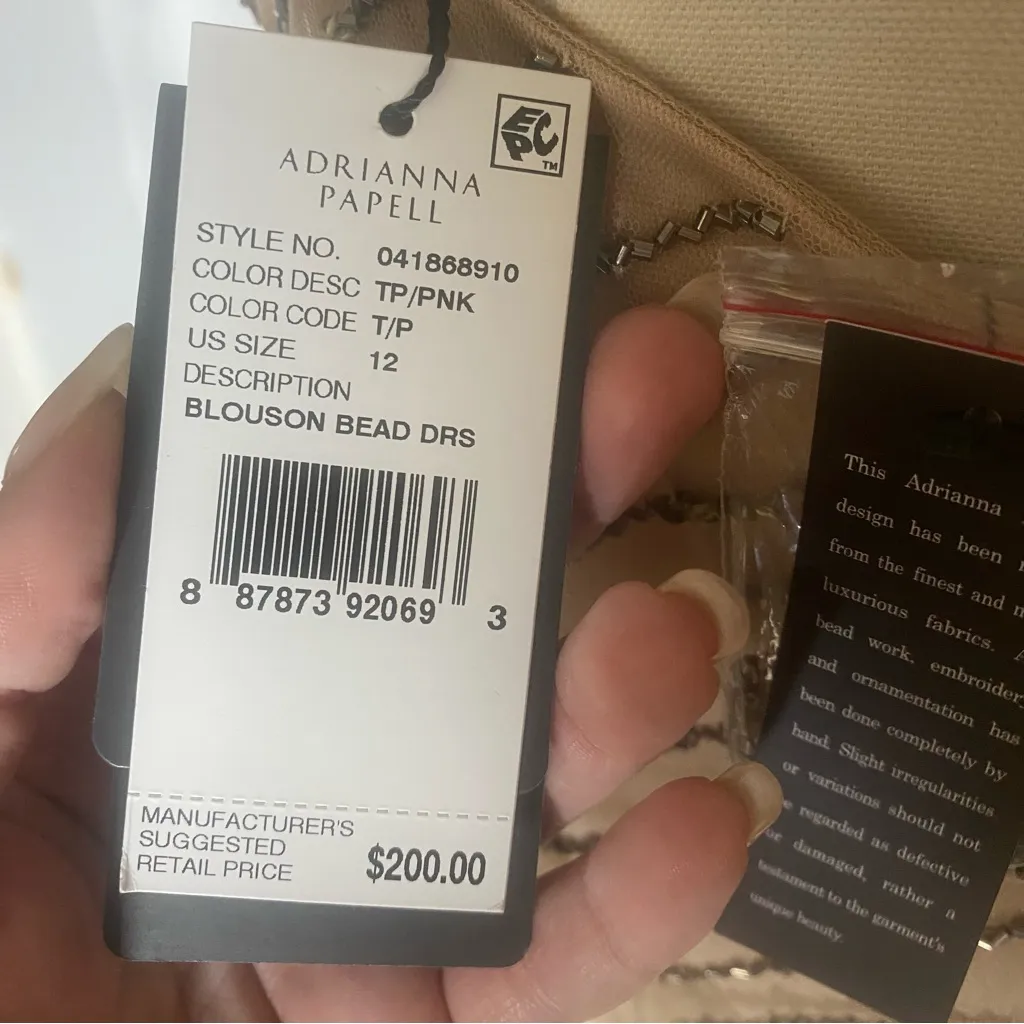 EPC
TM
ADRIANNA
PAPELL
STYLE NO. 041868910
COLOR DESC TP/PNK
COLOR CODE T/P
US SIZE 12
DESCRIPTION
BLOUSON BEAD DRS
8 87873 92069 3
MANUFACTURER'S
SUGGESTED
RETAIL PRICE $200.00
This Adrianna
design has been
from the finest and
luxurious fabrics.
bead work, embroidery
and ornamentation has
been done completely by
hand. Slight irregularities
or variations should not
regarded as defective
or damaged, rather a
testament to the garment's
unique beauty.